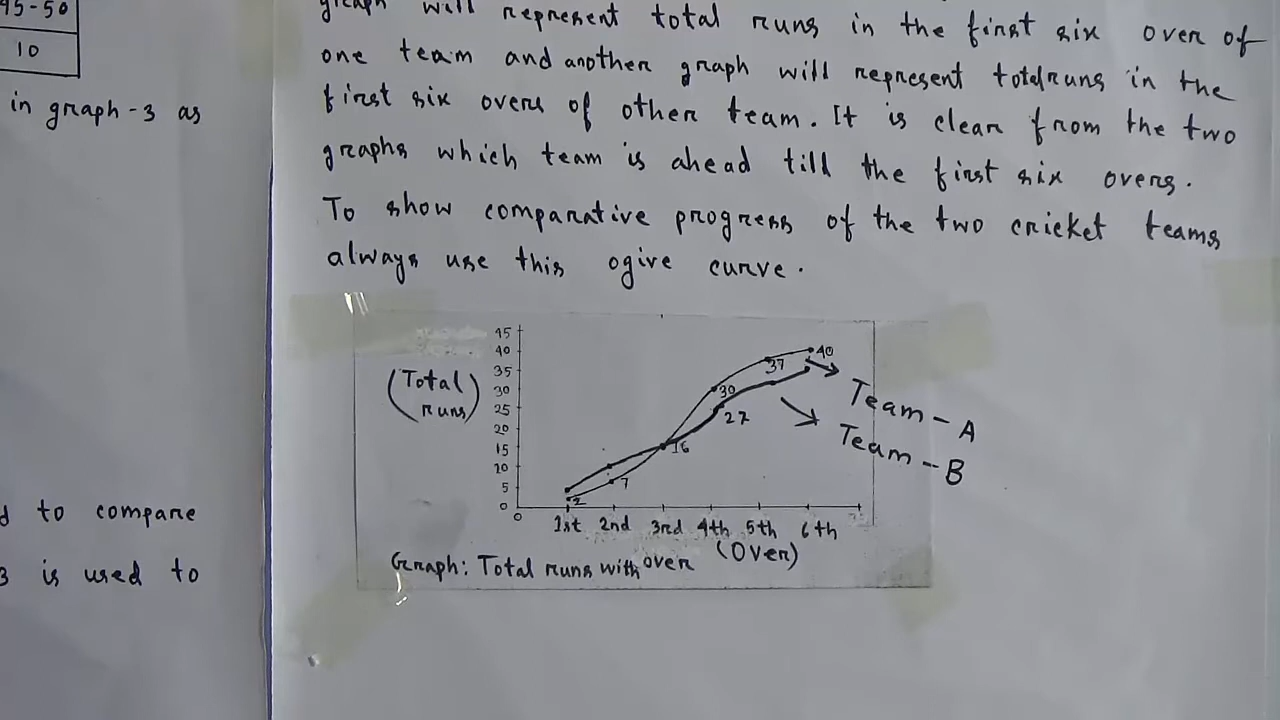 45-50
10
in graph-3 as
d to compare
3 is used to
graph will represent total runs in the first six over of
one team and another graph will represent total runs in the
first six overs of other team. It is clear from the two
graphs which team is ahead till the first six overs.
To show comparative progress of the two cricket teams
always use this ogive curve.
(Total runs)
45
40
35
30
25
20
15
10
5
0
0
1st 2nd 3rd 4th 5th 6th
(Over)
2
7
16
30
27
37
40
Team-A
Team-B
Graph: Total runs with over